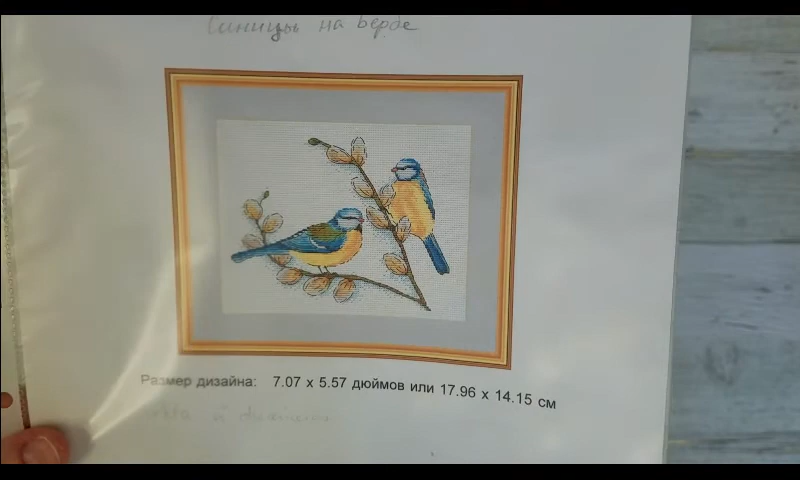 Синицы на вербе
Размер дизайна: 7.07 x 5.57 дюймов или 17.96 x 14.15 см